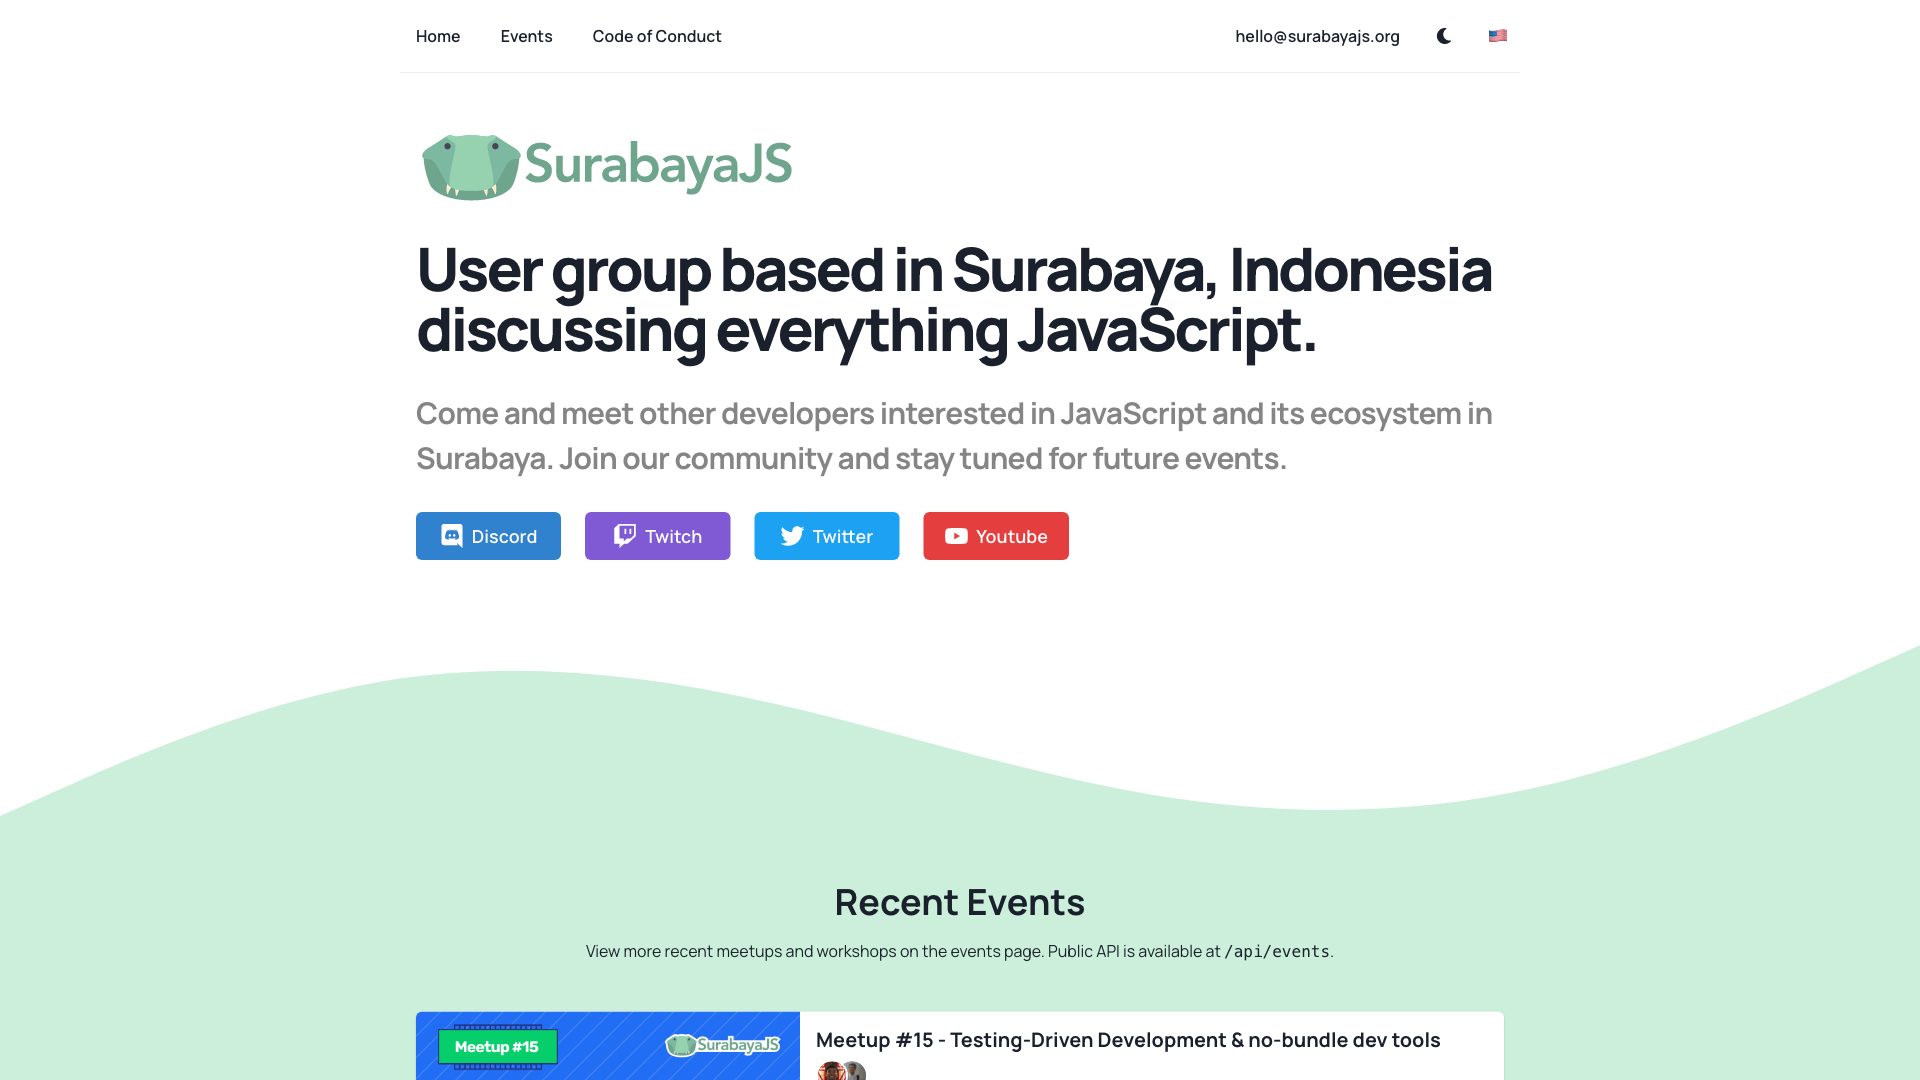 Home
Events
Code of Conduct
hello@surabayajs.org
SurabayaJS
User group based in Surabaya, Indonesia
discussing everything JavaScript.
Come and meet other developers interested in JavaScript and its ecosystem in
Surabaya. Join our community and stay tuned for future events.
Discord
Twitch
Twitter
Youtube
Recent Events
View more recent meetups and workshops on the events page. Public API is available at /api/events.
Meetup #15
SurabayaJS
Meetup #15 - Testing-Driven Development & no-bundle dev tools